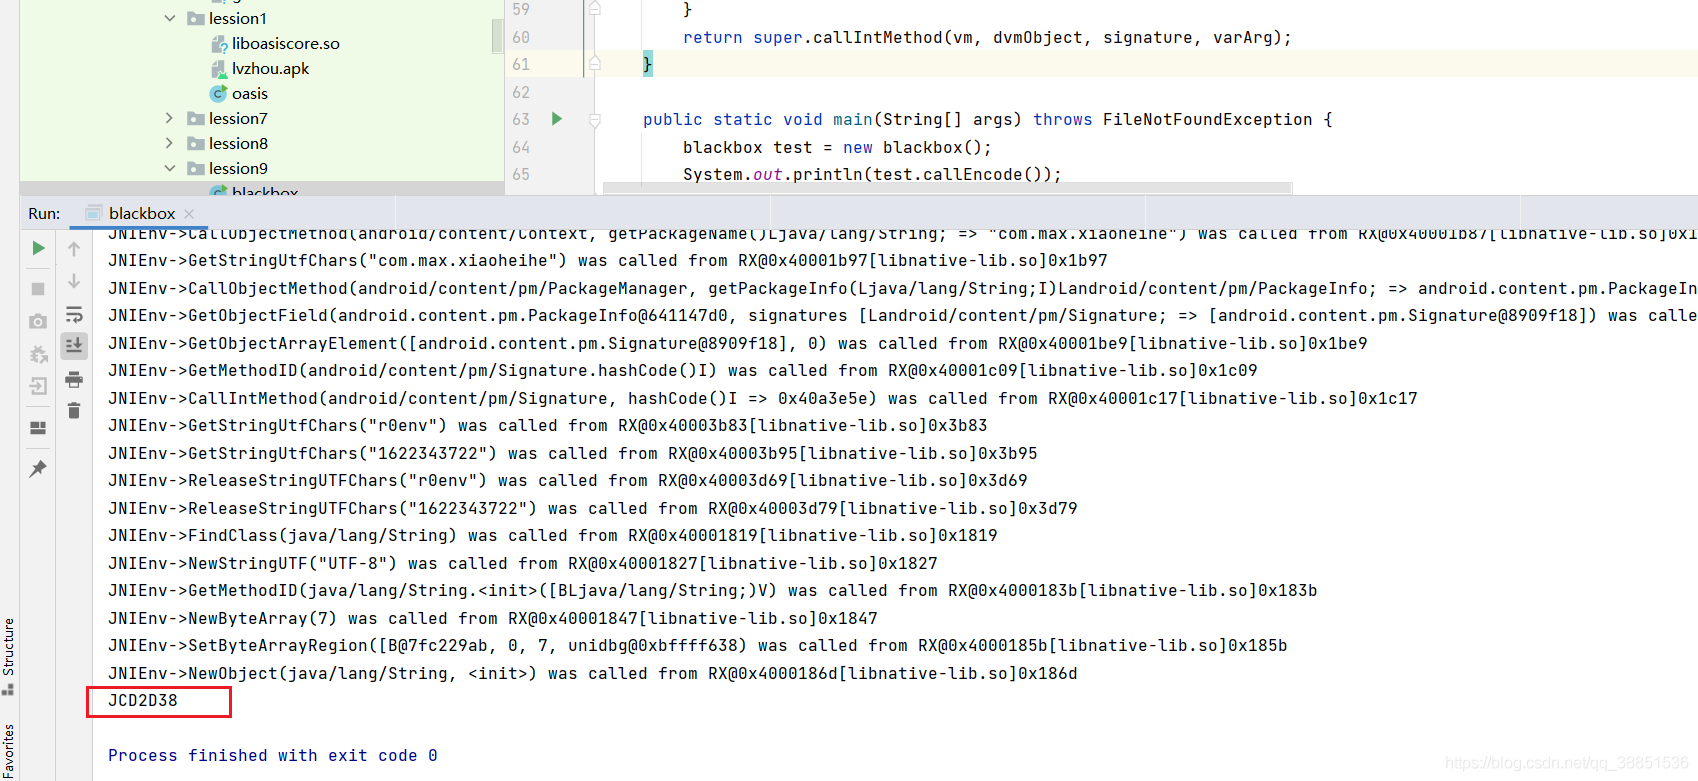 lession1
liboasiscore.so
lvzhou.apk
oasis
lession7
lession8
lession9
blackbox
59 }
60 return super.callIntMethod(vm, dvmObject, signature, varArg);
61 }
62
63 public static void main(String[] args) throws FileNotFoundException {
64 blackbox test = new blackbox();
65 System.out.println(test.callEncode());
Run: blackbox
JNIEnv->CallObjectMethod(android/content/Context, getPackageName()Ljava/lang/String; => "com.max.xiaoheihe") was called from RX@0x40001b87[libnative-lib.so]0x1
JNIEnv->GetStringUtfChars("com.max.xiaoheihe") was called from RX@0x40001b97[libnative-lib.so]0x1b97
JNIEnv->CallObjectMethod(android/content/pm/PackageManager, getPackageInfo(Ljava/lang/String;I)Landroid/content/pm/PackageInfo; => android.content.pm.PackageIn
JNIEnv->GetObjectField(android.content.pm.PackageInfo@641147d0, signatures [Landroid/content/pm/Signature; => [android.content.pm.Signature@8909f18]) was calle
JNIEnv->GetObjectArrayElement([android.content.pm.Signature@8909f18], 0) was called from RX@0x40001be9[libnative-lib.so]0x1be9
JNIEnv->GetMethodID(android/content/pm/Signature.hashCode()I) was called from RX@0x40001c09[libnative-lib.so]0x1c09
JNIEnv->CallIntMethod(android/content/pm/Signature, hashCode()I => 0x40a3e5e) was called from RX@0x40001c17[libnative-lib.so]0x1c17
JNIEnv->GetStringUtfChars("r0env") was called from RX@0x40003b83[libnative-lib.so]0x3b83
JNIEnv->GetStringUtfChars("1622343722") was called from RX@0x40003b95[libnative-lib.so]0x3b95
JNIEnv->ReleaseStringUTFChars("r0env") was called from RX@0x40003d69[libnative-lib.so]0x3d69
JNIEnv->ReleaseStringUTFChars("1622343722") was called from RX@0x40003d79[libnative-lib.so]0x3d79
JNIEnv->FindClass(java/lang/String) was called from RX@0x40001819[libnative-lib.so]0x1819
JNIEnv->NewStringUTF("UTF-8") was called from RX@0x40001827[libnative-lib.so]0x1827
JNIEnv->GetMethodID(java/lang/String.<init>([BLjava/lang/String;)V) was called from RX@0x4000183b[libnative-lib.so]0x183b
JNIEnv->NewByteArray(7) was called from RX@0x40001847[libnative-lib.so]0x1847
JNIEnv->SetByteArrayRegion([B@7fc229ab, 0, 7, unidbg@0xbffff638) was called from RX@0x4000185b[libnative-lib.so]0x185b
JNIEnv->NewObject(java/lang/String, <init>) was called from RX@0x4000186d[libnative-lib.so]0x186d
JCD2D38
Process finished with exit code 0
Structure
Favorites
https://blog.csdn.net/qq_38851536